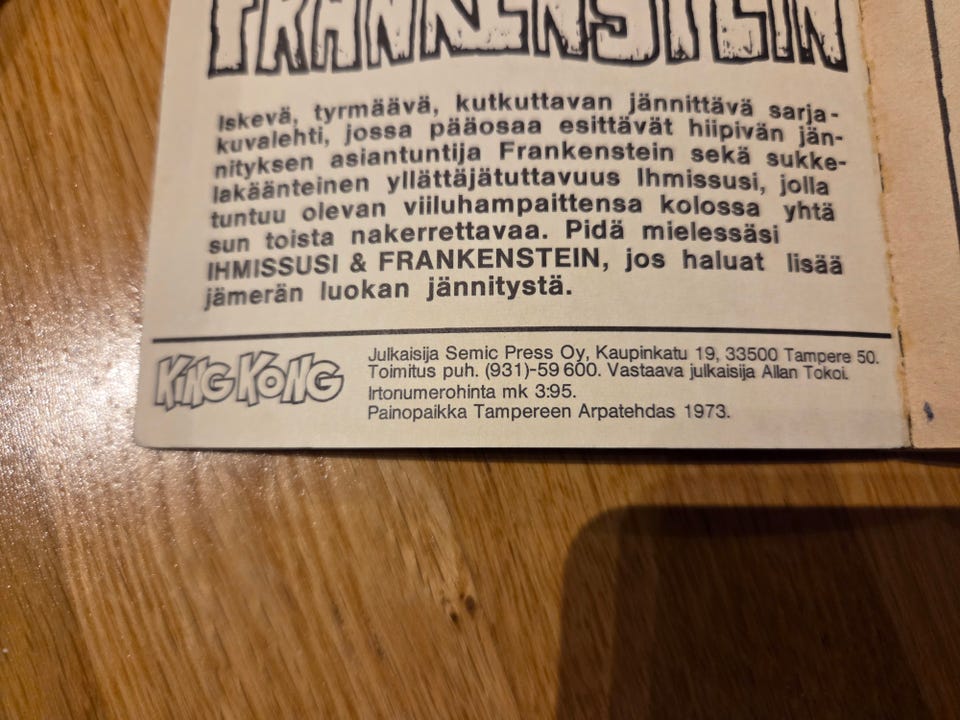 FRANKENSTEIN
Iskevä, tyrmäävä, kutkuttavan jännittävä sarja-
kuvalehti, jossa pääosaa esittävät hiipivän jän-
nityksen asiantuntija Frankenstein sekä sukke-
lakäänteinen yllättäjätuttavuus Ihmissusi, jolla
tuntuu olevan viiluhampaittensa kolossa yhtä
sun toista nakerrettavaa. Pidä mielessäsi
IHMISSUSI & FRANKENSTEIN, jos haluat lisää
jämerän luokan jännitystä.
KING KONG
Julkaisija Semic Press Oy, Kaupinkatu 19, 33500 Tampere 50.
Toimitus puh. (931)-59 600. Vastaava julkaisija Allan Tokoi.
Irtonumerohinta mk 3:95.
Painopaikka Tampereen Arpatehdas 1973.